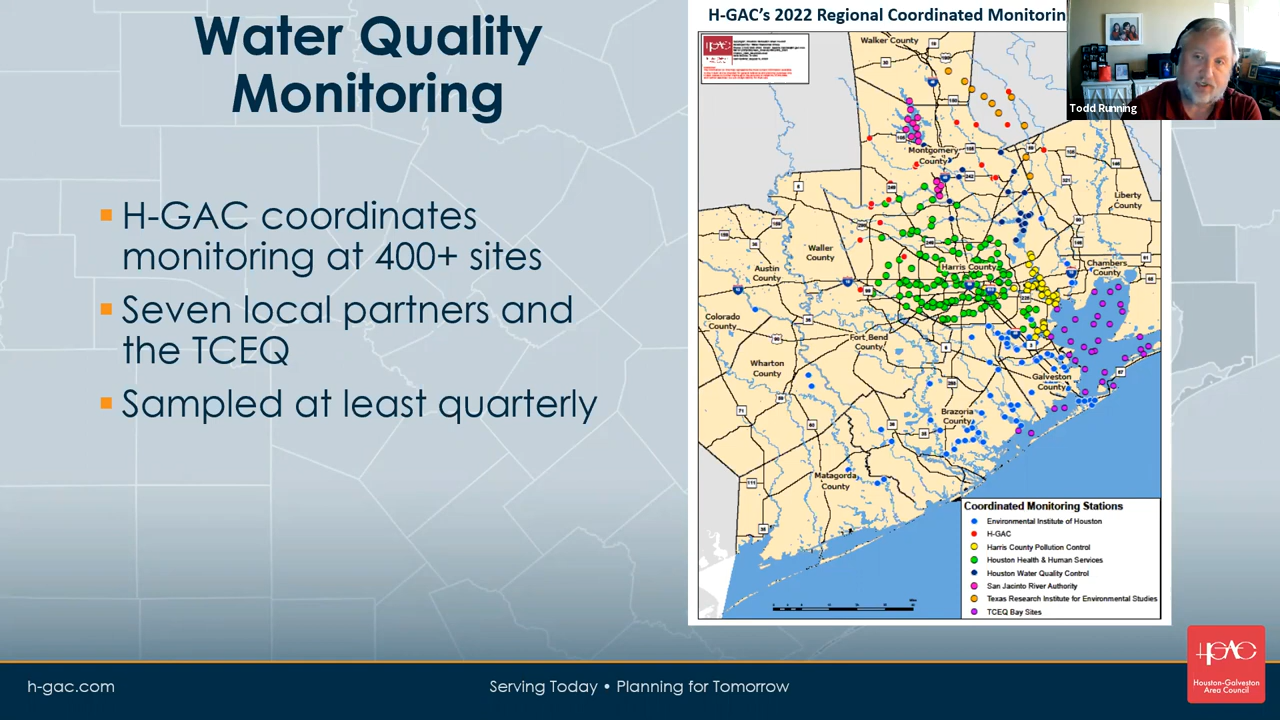 Water Quality
Monitoring
H-GAC coordinates
monitoring at 400+ sites
Seven local partners and
the TCEQ
Sampled at least quarterly
H-GAC's 2022 Regional Coordinated Monitorin
Todd Running
Walker County
Montgomery
County
Liberty
County
Waller
County
Harris County
Chambers
County
Austin
County
Colorado
County
Fort Bend
County
Wharton
County
Galveston
County
Brazoria
County
Matagorda
County
Coordinated Monitoring Stations
Environmental Institute of Houston
H-GAC
Harris County Pollution Control
Houston Health & Human Services
Houston Water Quality Control
San Jacinto River Authority
Texas Research Institute for Environmental Studies
TCEQ Bay Sites
h-gac.com
Serving Today • Planning for Tomorrow
HGAC
Houston-Galveston
Area Council